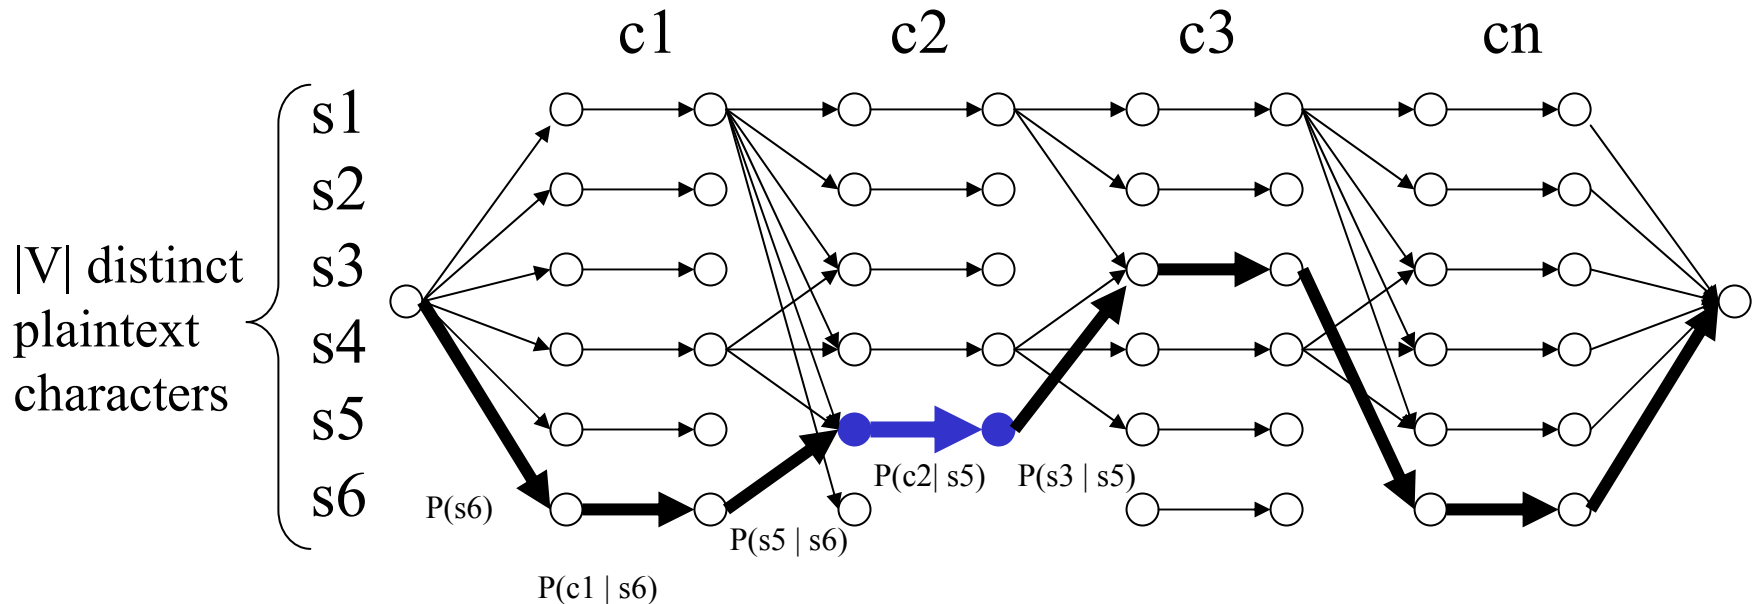 c1 c2 c3 cn
s1
s2
s3
s4
s5
s6
|V| distinct
plaintext
characters
P(s6)
P(c1 | s6)
P(s5 | s6)
P(c2| s5)
P(s3 | s5)